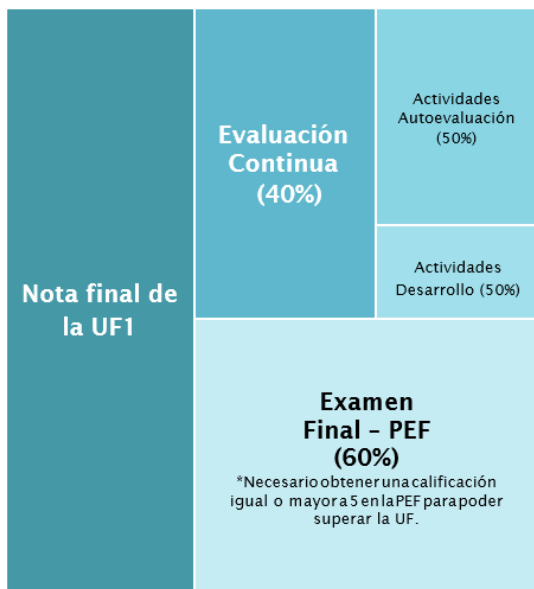 Nota final de
la UF1
Evaluación
Continua
(40%)
Actividades
Autoevaluación
(50%)
Actividades
Desarrollo (50%)
Examen
Final – PEF
(60%)
*Necesario obtener una calificación
igual o mayor a 5 en la PEF para poder
superar la UF.